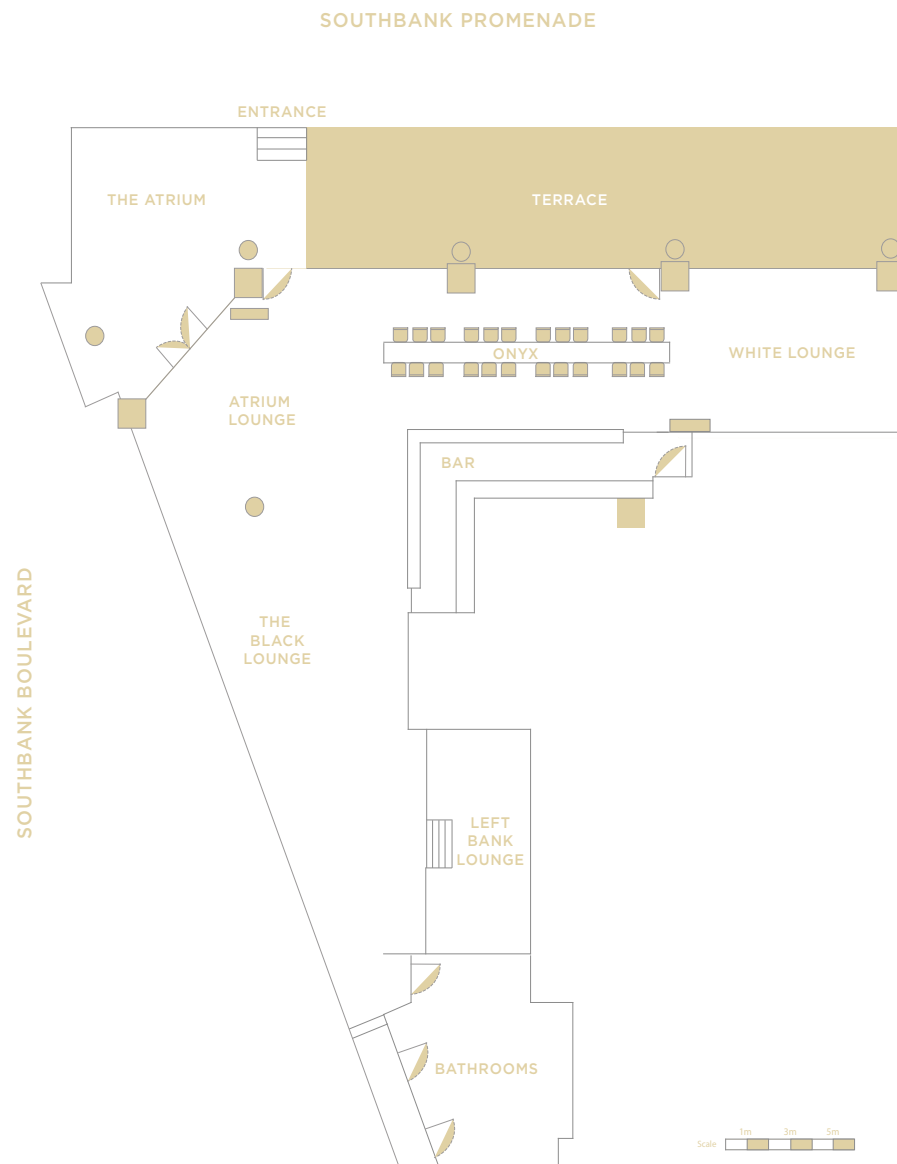 SOUTHBANK PROMENADE
ENTRANCE
THE ATRIUM
TERRACE
ONYX
WHITE LOUNGE
ATRIUM
LOUNGE
BAR
SOUTHBANK BOULEVARD
THE
BLACK
LOUNGE
LEFT
BANK
LOUNGE
BATHROOMS
Scale
1m 3m 5m